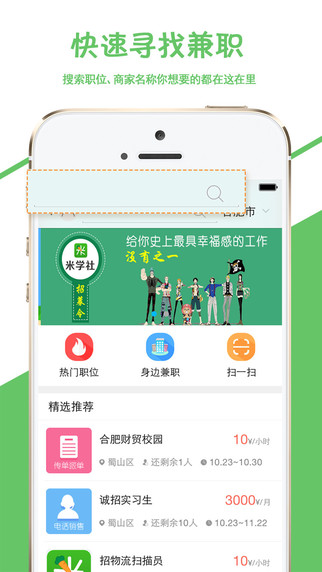 快速寻找兼职
搜索职位、商家名称你想要的都在这在里
合肥市
米学社
招募令
给你史上最具幸福感的工作
没有之一
热门职位
身边兼职
扫一扫
精选推荐
合肥财贸校园
10¥/小时
传单派单
蜀山区
还剩余1人
10.23~10.30
诚招实习生
3000¥/月
电话销售
蜀山区
还剩余6人
10.23~11.22
招物流扫描员
10¥/小时